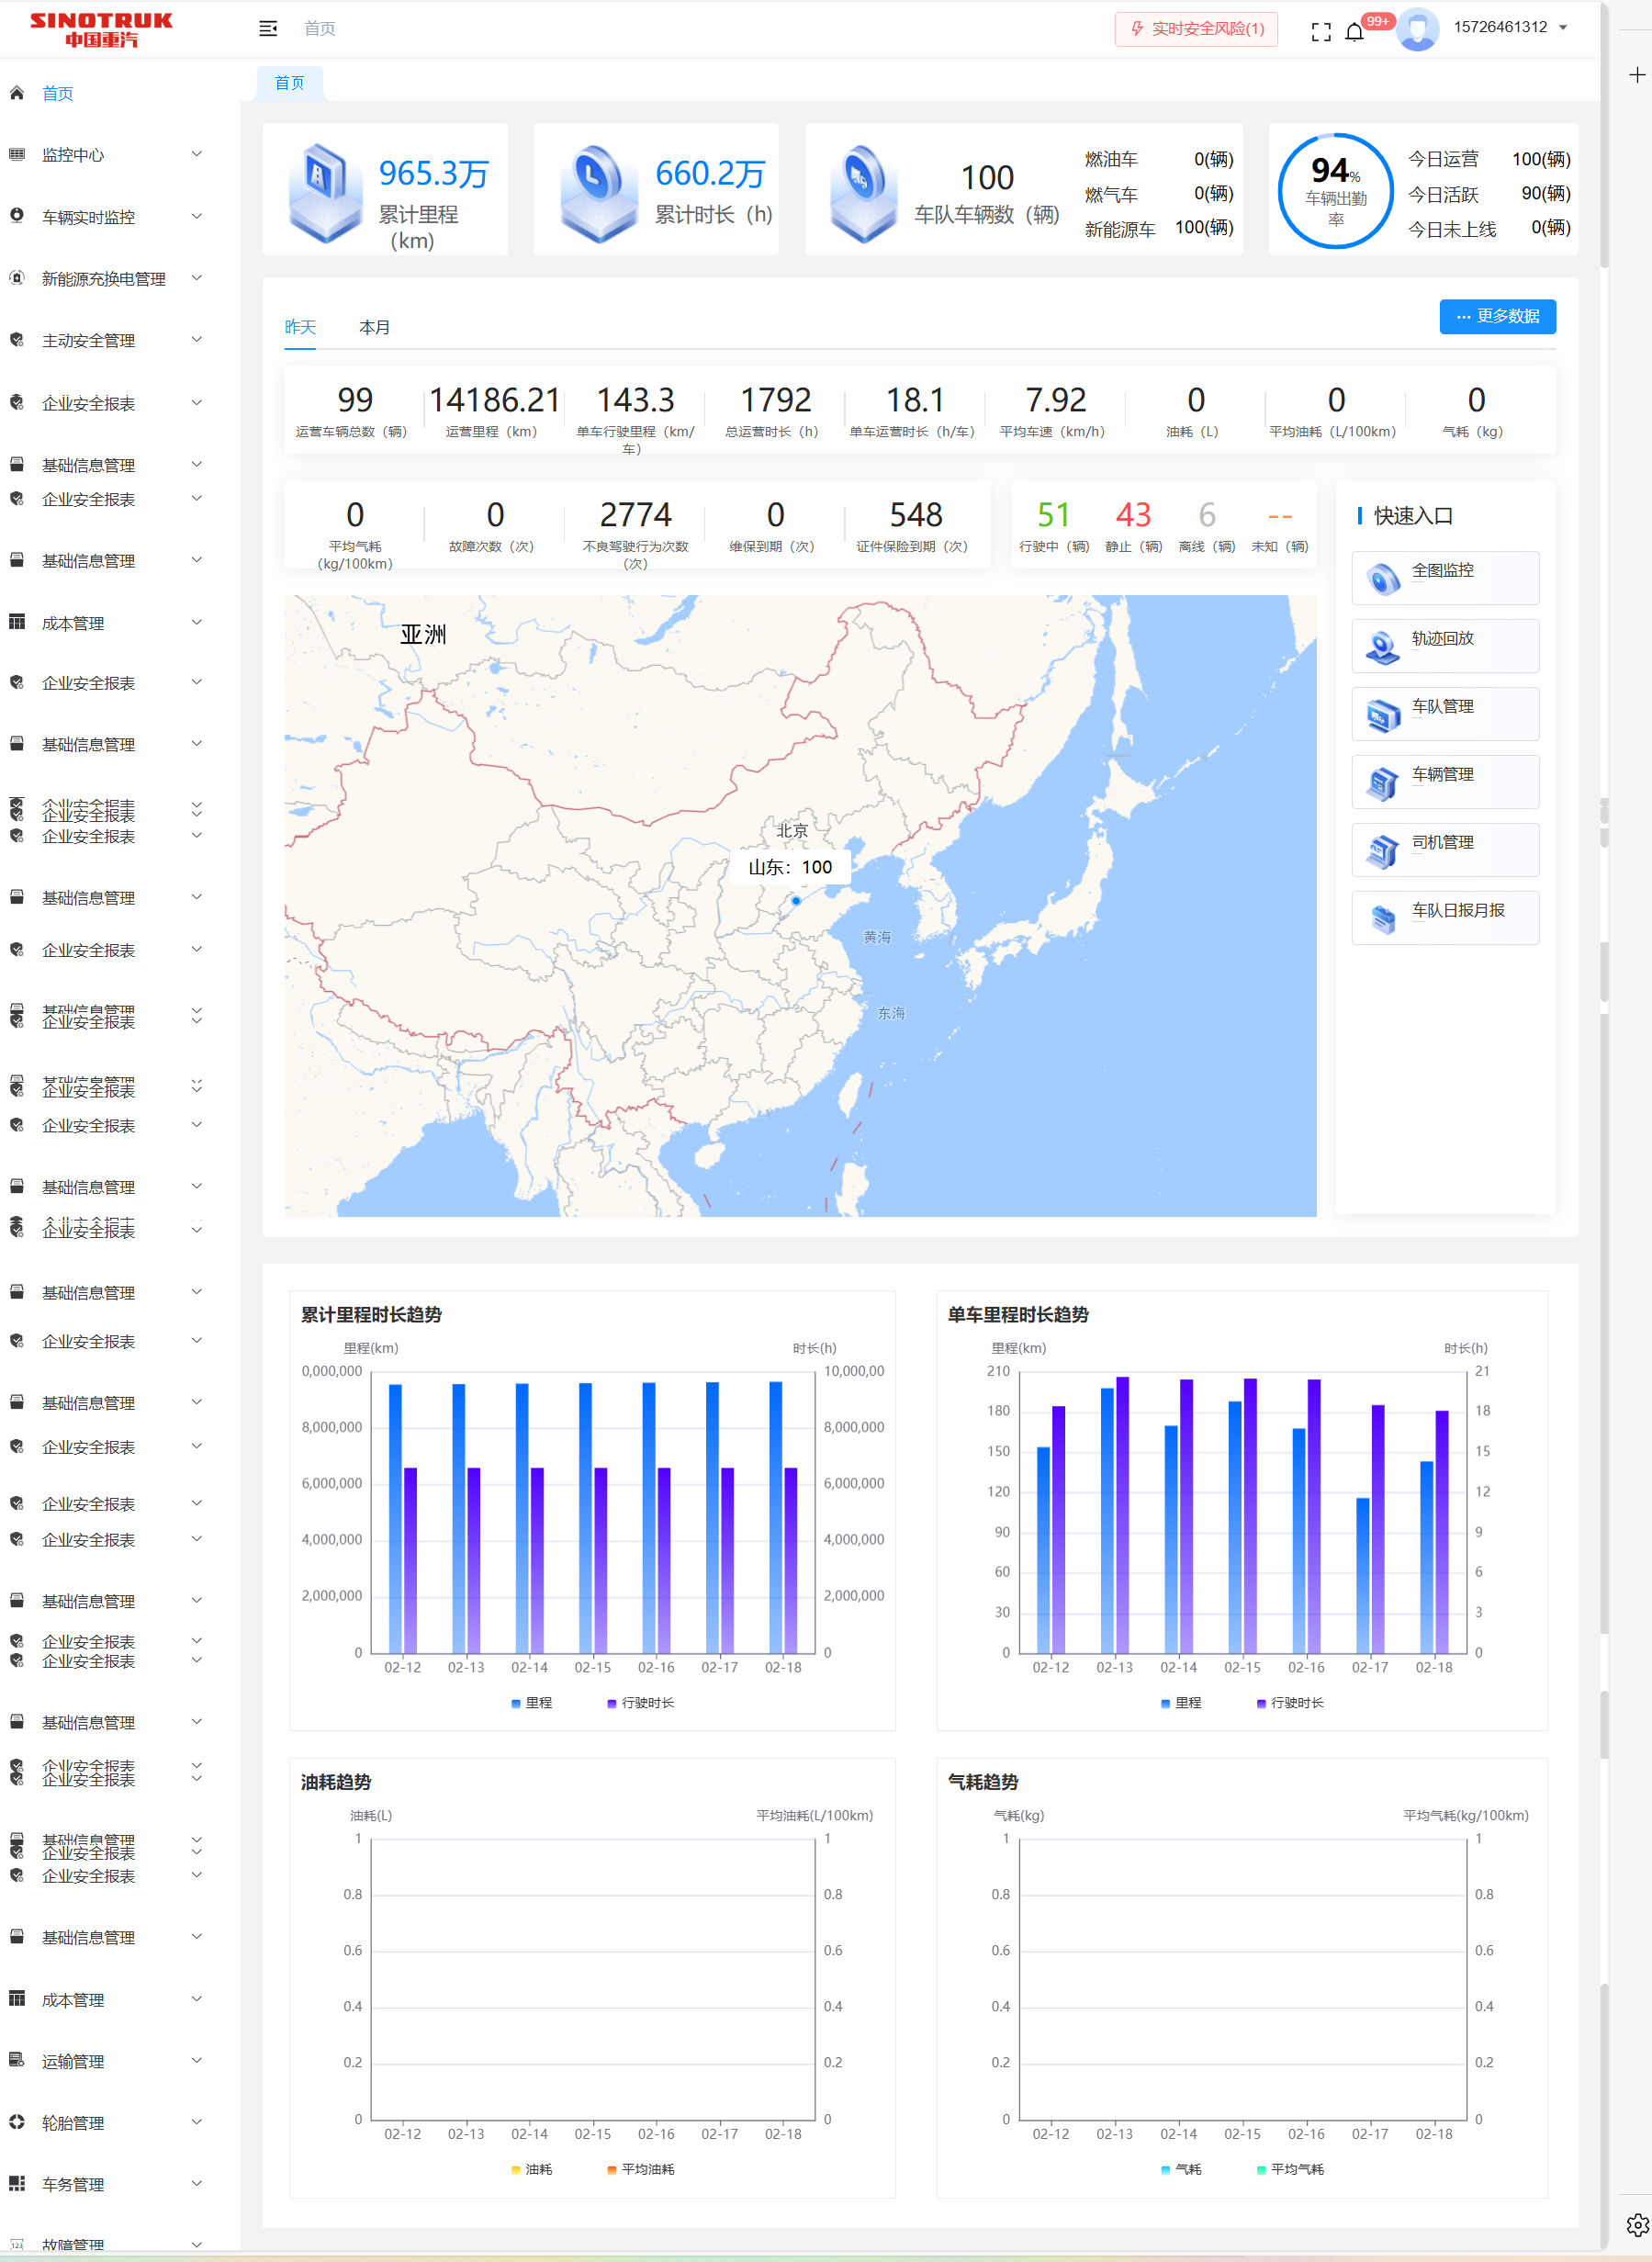 SINOTRUK
中国重汽
首页
实时安全风险(1)
99+
15726461312
首页
首页
监控中心
车辆实时监控
新能源充换电管理
主动安全管理
企业安全报表
基础信息管理
企业安全报表
基础信息管理
成本管理
企业安全报表
基础信息管理
企业安全报表
企业安全报表
企业安全报表
基础信息管理
企业安全报表
基础信息管理
企业安全报表
基础信息管理
企业安全报表
企业安全报表
基础信息管理
企业安全报表
基础信息管理
企业安全报表
基础信息管理
企业安全报表
企业安全报表
企业安全报表
基础信息管理
企业安全报表
企业安全报表
基础信息管理
企业安全报表
企业安全报表
基础信息管理
企业安全报表
企业安全报表
基础信息管理
成本管理
运输管理
轮胎管理
车务管理
故障管理
965.3万
累计里程
(km)
660.2万
累计时长（h)
100
车队车辆数（辆）
燃油车 0(辆)
燃气车 0(辆)
新能源车 100(辆)
94%
车辆出勤
率
今日运营 100(辆)
今日活跃 90(辆)
今日未上线 0(辆)
昨天 本月
··· 更多数据
99
运营车辆总数（辆）
14186.21
运营里程（km）
143.3
单车行驶里程（km/
车）
1792
总运营时长（h）
18.1
单车运营时长（h/车）
7.92
平均车速（km/h）
0
油耗（L）
0
平均油耗（L/100km）
0
气耗（kg）
0
平均气耗
（kg/100km）
0
故障次数（次）
2774
不良驾驶行为次数
（次）
0
维保到期（次）
548
证件保险到期（次）
51
行驶中（辆）
43
静止（辆）
6
离线（辆）
--
未知（辆）
快速入口
全图监控
轨迹回放
车队管理
车辆管理
司机管理
车队日报月报
亚洲
北京
山东：100
黄海
东海
累计里程时长趋势
里程(km) 时长(h)
0,000,000 10,000,00
8,000,000 8,000,000
6,000,000 6,000,000
4,000,000 4,000,000
2,000,000 2,000,000
0 0
02-12 02-13 02-14 02-15 02-16 02-17 02-18
里程 行驶时长
单车里程时长趋势
里程(km) 时长(h)
210 21
180 18
150 15
120 12
90 9
60 6
30 3
0 0
02-12 02-13 02-14 02-15 02-16 02-17 02-18
里程 行驶时长
油耗趋势
油耗(L) 平均油耗(L/100km)
1 1
0.8 0.8
0.6 0.6
0.4 0.4
0.2 0.2
0 0
02-12 02-13 02-14 02-15 02-16 02-17 02-18
油耗 平均油耗
气耗趋势
气耗(kg) 平均气耗(kg/100km)
1 1
0.8 0.8
0.6 0.6
0.4 0.4
0.2 0.2
0 0
02-12 02-13 02-14 02-15 02-16 02-17 02-18
气耗 平均气耗